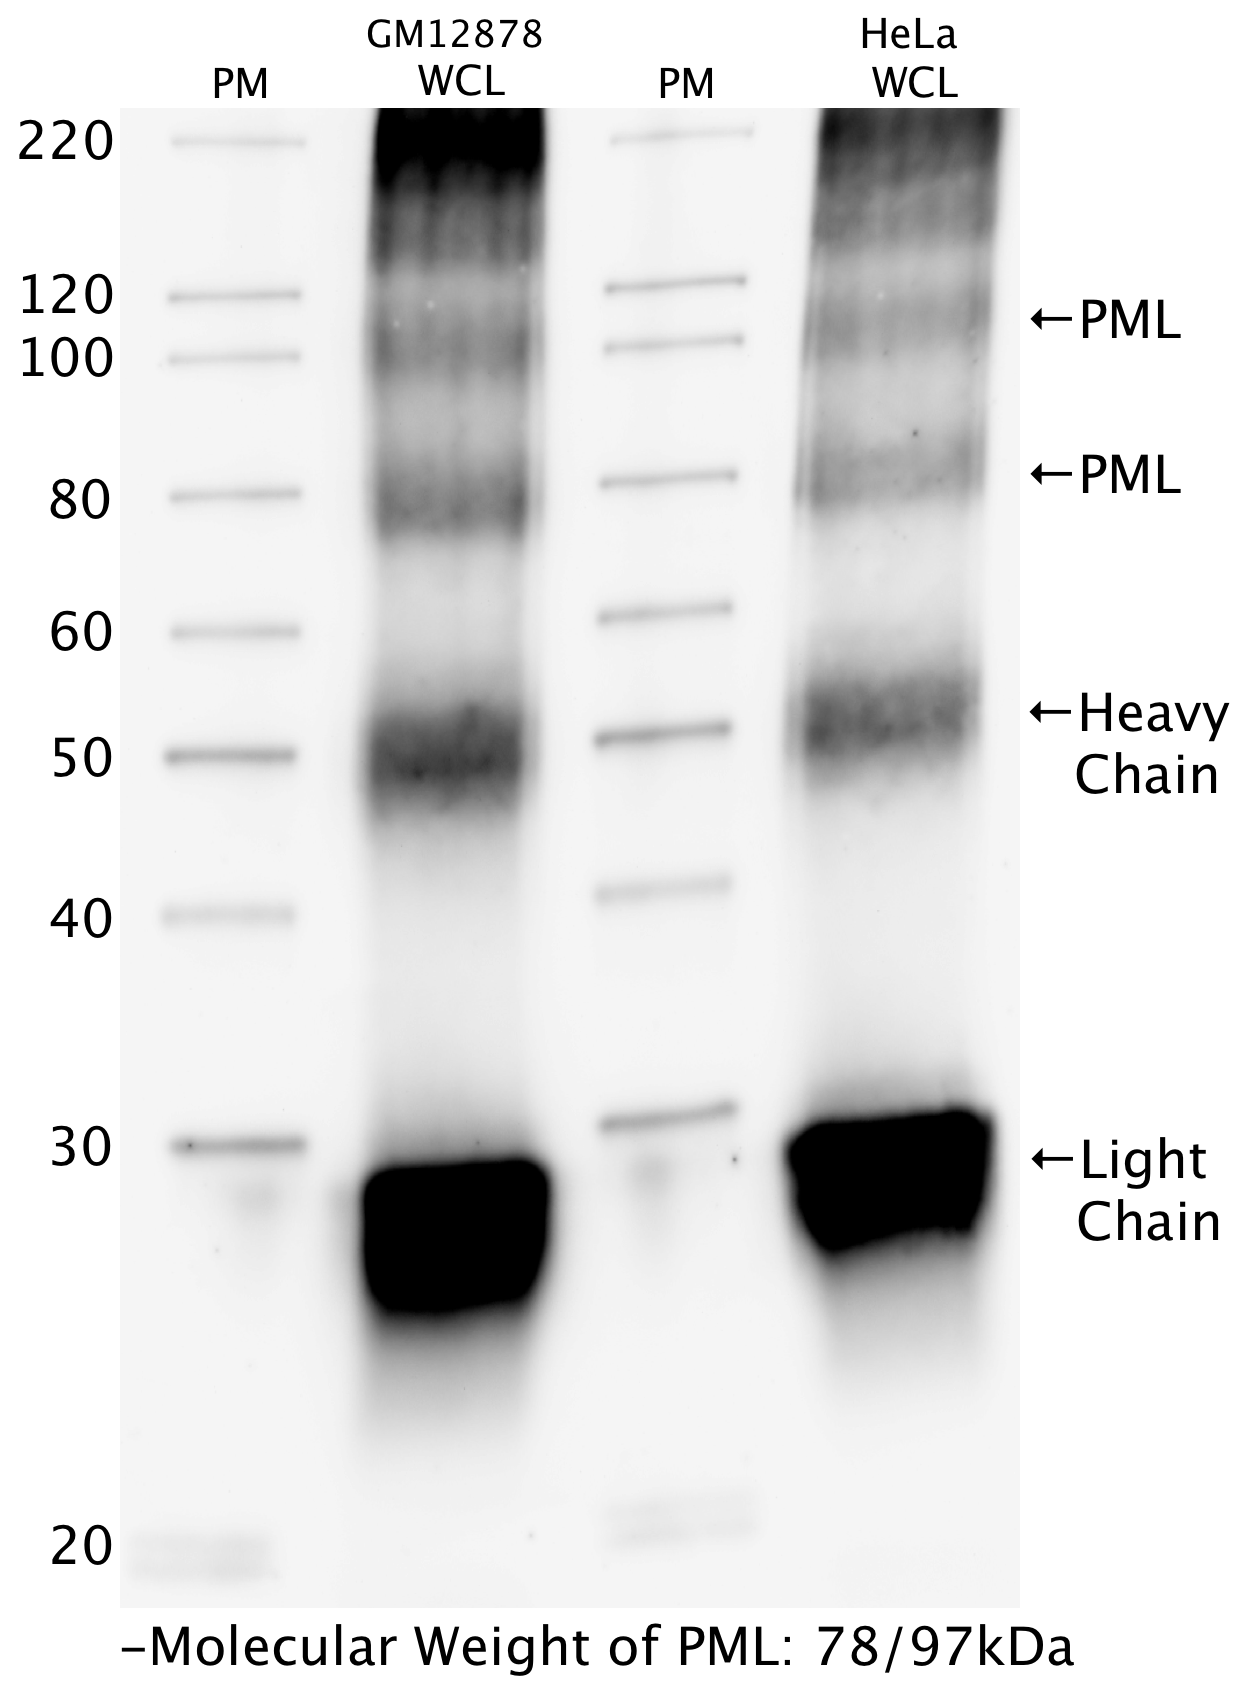 GM12878
HeLa
PM
WCL
PM
WCL
220
120
100
80
60
50
40
30
20
←PML
←PML
←Heavy
Chain
←Light
Chain
–Molecular Weight of PML: 78/97kDa